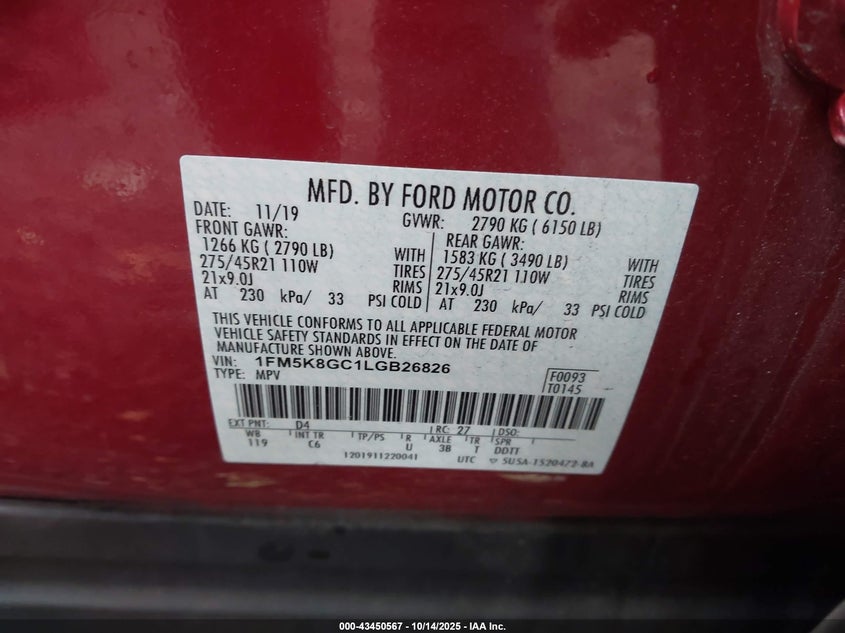 MFD. BY FORD MOTOR CO.
DATE: 11/19 GVWR: 2790 KG ( 6150 LB)
FRONT GAWR: REAR GAWR:
1266 KG ( 2790 LB) WITH 1583 KG ( 3490 LB) WITH
275/45R21 110W TIRES 275/45R21 110W TIRES
21x9.0J RIMS 21x9.0J RIMS
AT 230 kPa/ 33 PSI COLD AT 230 kPa/ 33 PSI COLD
THIS VEHICLE CONFORMS TO ALL APPLICABLE FEDERAL MOTOR
VEHICLE SAFETY STANDARDS IN EFFECT ON THE DATE OF
MANUFACTURE SHOWN ABOVE.
VIN: 1FM5K8GC1LGB26826
TYPE: MPV
F0093
T0145
EXT PNT: D4 RC: 27 DSO:
WB INT TR TP/PS R AXLE TR SPR
119 C6 U 3B T DDTT
1201911220041 UTC SUSA-1520472-BA
000-43450567 - 10/14/2025 - IAA Inc.